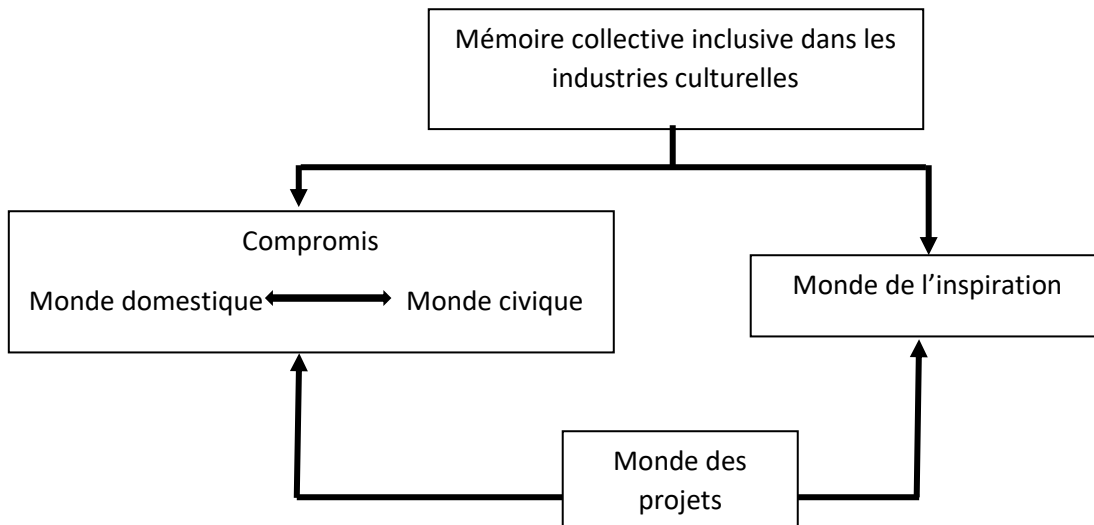 Mémoire collective inclusive dans les
industries culturelles
Compromis
Monde domestique Monde civique
Monde de l’inspiration
Monde des
projets